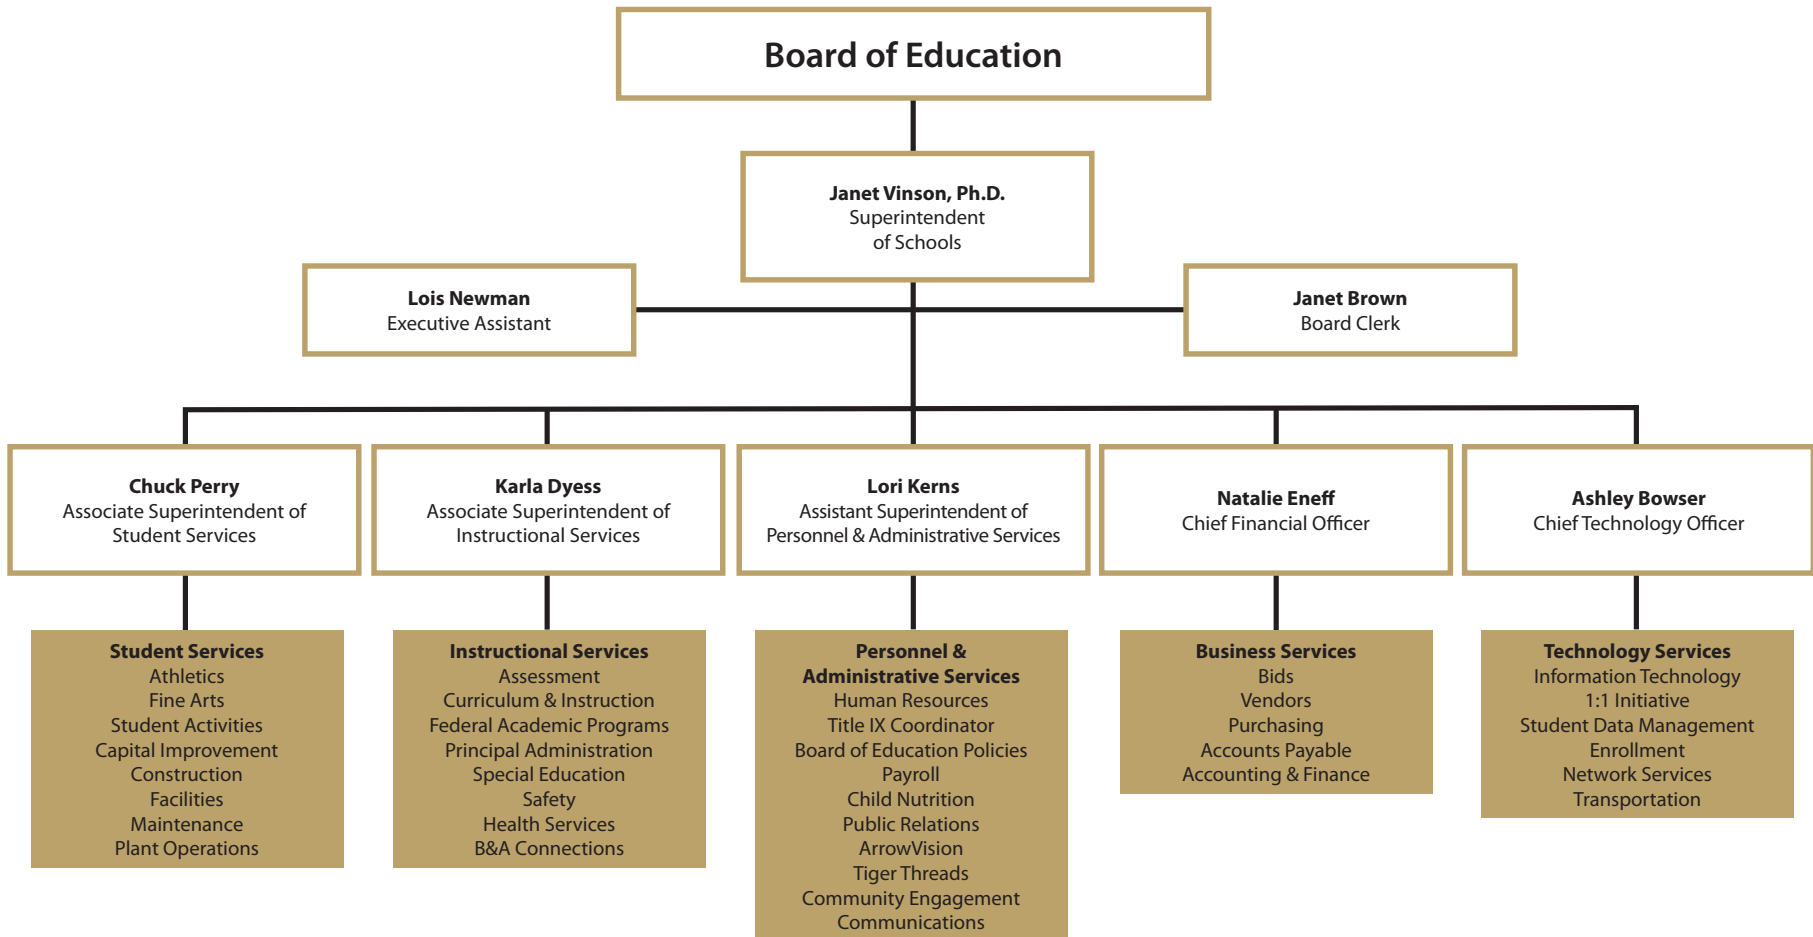 Board of Education
Janet Vinson, Ph.D.
Superintendent
of Schools
Lois Newman
Executive Assistant
Janet Brown
Board Clerk
Chuck Perry
Associate Superintendent of
Student Services
Karla Dyess
Associate Superintendent of
Instructional Services
Lori Kerns
Assistant Superintendent of
Personnel & Administrative Services
Natalie Eneff
Chief Financial Officer
Ashley Bowser
Chief Technology Officer
Student Services
Athletics
Fine Arts
Student Activities
Capital Improvement
Construction
Facilities
Maintenance
Plant Operations
Instructional Services
Assessment
Curriculum & Instruction
Federal Academic Programs
Principal Administration
Special Education
Safety
Health Services
B&A Connections
Personnel &
Administrative Services
Human Resources
Title IX Coordinator
Board of Education Policies
Payroll
Child Nutrition
Public Relations
ArrowVision
Tiger Threads
Community Engagement
Communications
Business Services
Bids
Vendors
Purchasing
Accounts Payable
Accounting & Finance
Technology Services
Information Technology
1:1 Initiative
Student Data Management
Enrollment
Network Services
Transportation